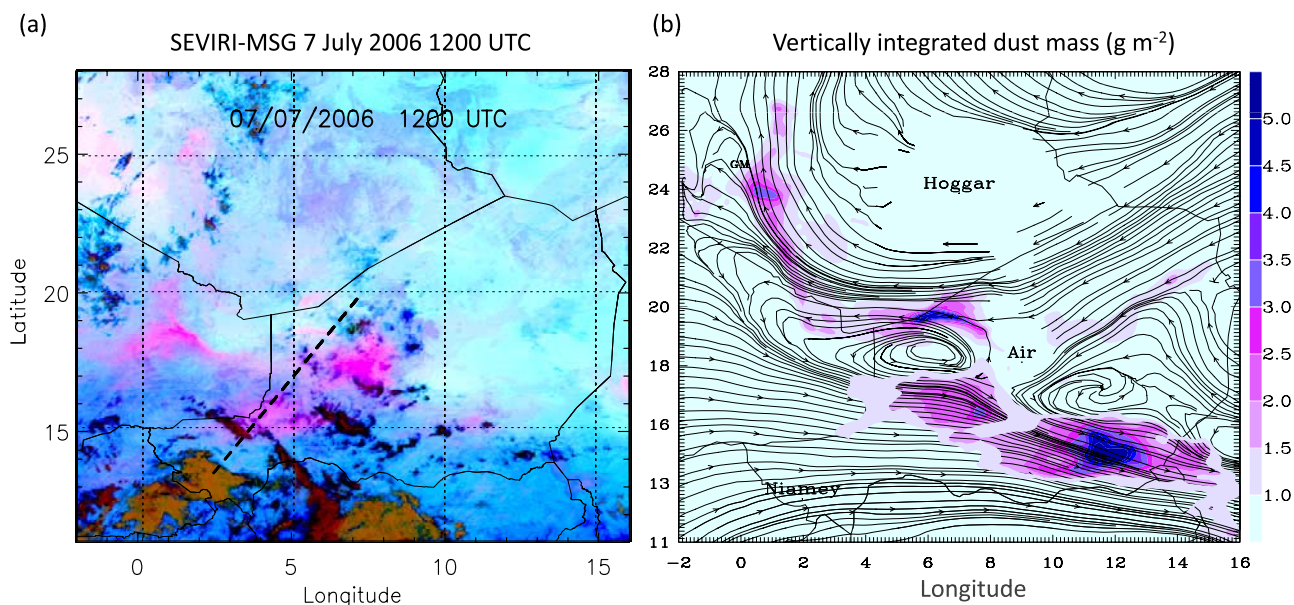 (a)
SEVIRI-MSG 7 July 2006 1200 UTC
07/07/2006 1200 UTC
25
20
15
Latitude
0 5 10 15
Longitude
(b)
Vertically integrated dust mass (g m⁻²)
28
26
24
22
20
18
16
13
11
-2 0 2 4 6 8 10 12 14 16
Longitude
GM
Hoggar
Air
Niamey
5.0
4.5
4.0
3.5
3.0
2.5
2.0
1.5
1.0